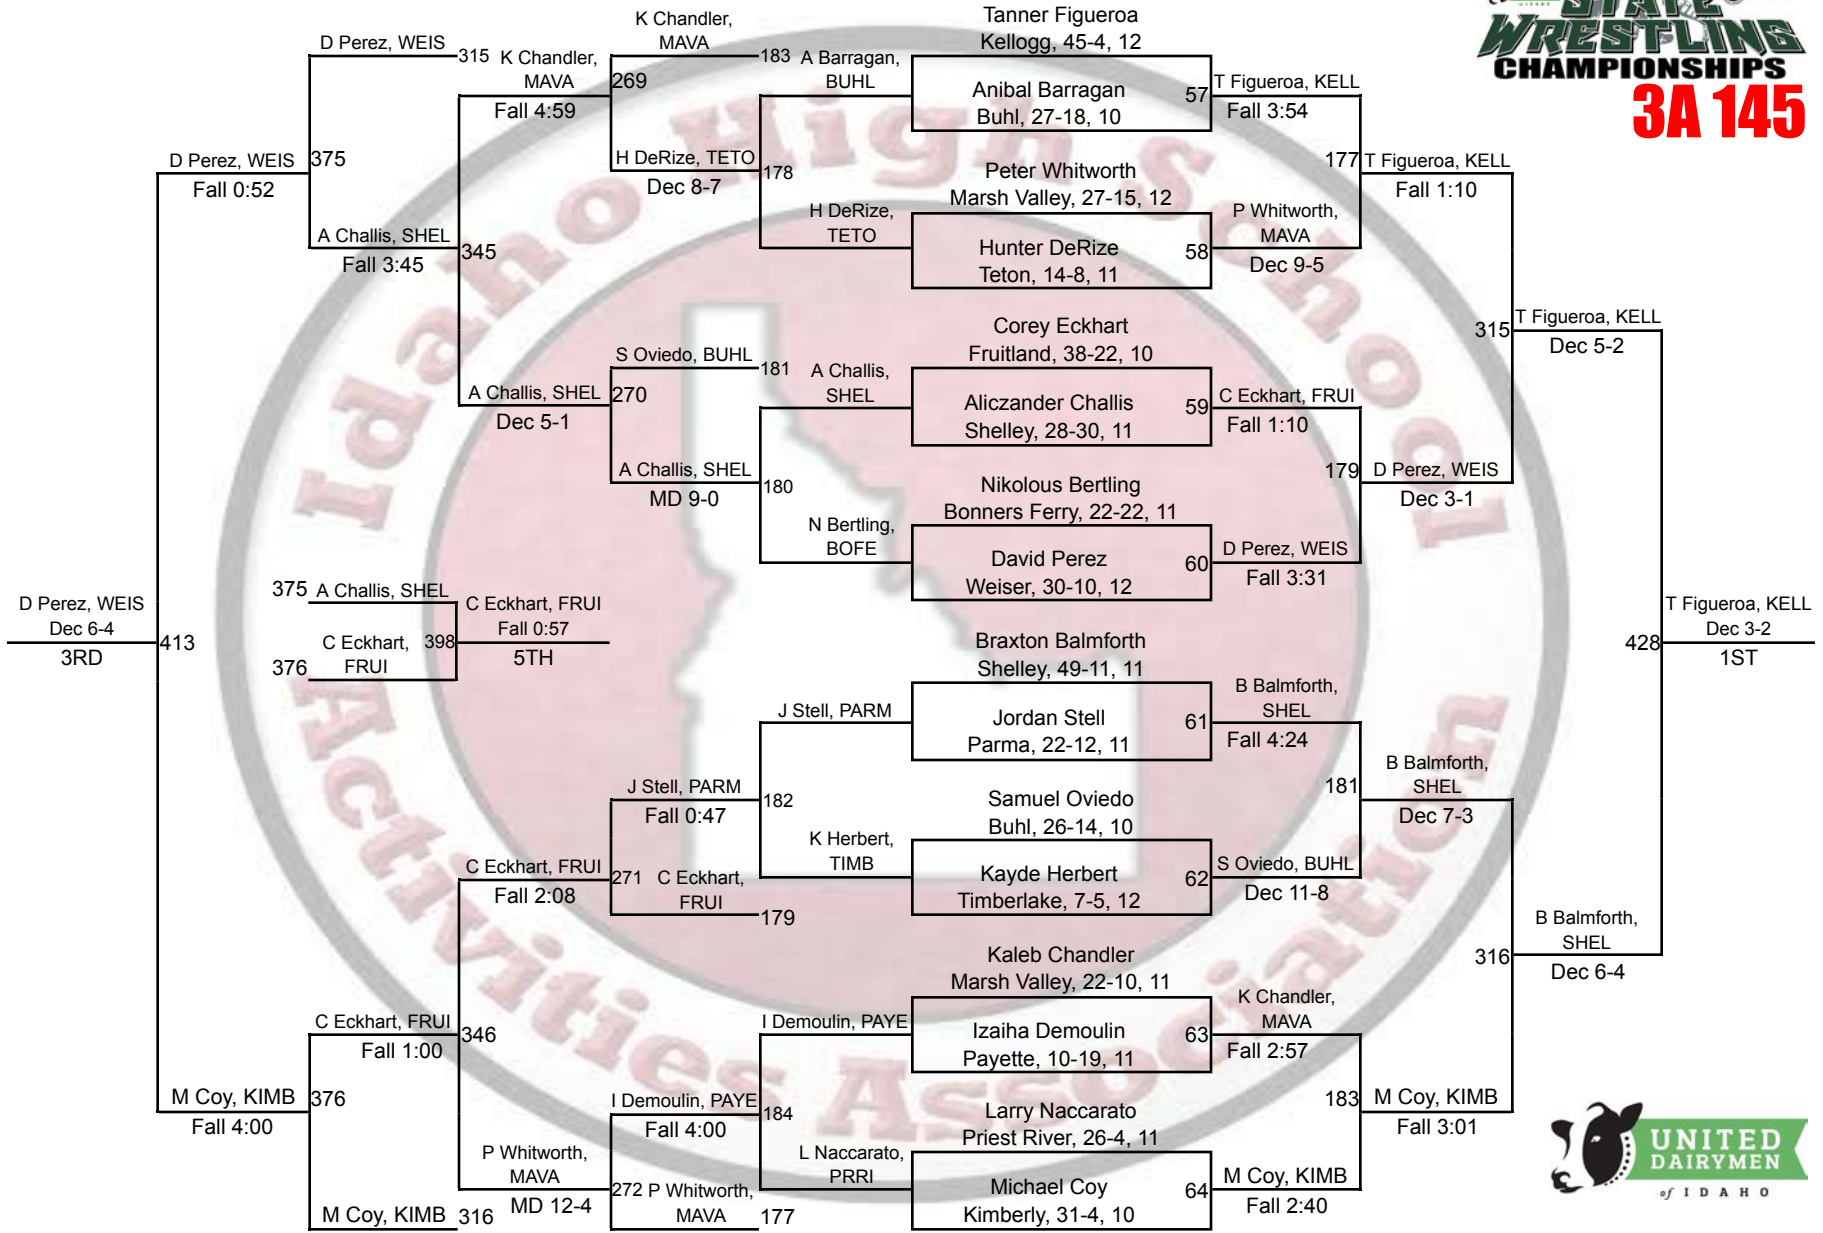 STATE
WRESTLING
CHAMPIONSHIPS
3A 145
Idaho High School
Activities Association
D Perez, WEIS
315
A Challis, SHEL
Fall 3:45
375
D Perez, WEIS
Fall 0:52
K Chandler,
MAVA
Fall 4:59
345
A Challis, SHEL
Dec 5-1
K Chandler,
MAVA
183
269
H DeRize, TETO
Dec 8-7
178
A Barragan,
BUHL
H DeRize,
TETO
S Oviedo, BUHL
181
270
A Challis, SHEL
MD 9-0
180
A Challis,
SHEL
N Bertling,
BOFE
375
A Challis, SHEL
C Eckhart,
FRUI
376
398
C Eckhart, FRUI
Fall 0:57
5TH
D Perez, WEIS
Dec 6-4
3RD
413
J Stell, PARM
K Herbert,
TIMB
182
J Stell, PARM
Fall 0:47
271
C Eckhart,
FRUI
179
C Eckhart, FRUI
Fall 2:08
346
C Eckhart, FRUI
Fall 1:00
376
M Coy, KIMB
Fall 4:00
M Coy, KIMB
316
P Whitworth,
MAVA
MD 12-4
272
P Whitworth,
MAVA
177
I Demoulin, PAYE
Fall 4:00
184
I Demoulin, PAYE
L Naccarato,
PRRI
Tanner Figueroa
Kellogg, 45-4, 12
Anibal Barragan
Buhl, 27-18, 10
57
T Figueroa, KELL
Fall 3:54
Peter Whitworth
Marsh Valley, 27-15, 12
Hunter DeRize
Teton, 14-8, 11
58
P Whitworth,
MAVA
Dec 9-5
177
T Figueroa, KELL
Fall 1:10
Corey Eckhart
Fruitland, 38-22, 10
Aliczander Challis
Shelley, 28-30, 11
59
C Eckhart, FRUI
Fall 1:10
Nikolous Bertling
Bonners Ferry, 22-22, 11
David Perez
Weiser, 30-10, 12
60
D Perez, WEIS
Fall 3:31
179
D Perez, WEIS
Dec 3-1
315
T Figueroa, KELL
Dec 5-2
Braxton Balmforth
Shelley, 49-11, 11
Jordan Stell
Parma, 22-12, 11
61
B Balmforth,
SHEL
Fall 4:24
Samuel Oviedo
Buhl, 26-14, 10
Kayde Herbert
Timberlake, 7-5, 12
62
S Oviedo, BUHL
Dec 11-8
181
B Balmforth,
SHEL
Dec 7-3
Kaleb Chandler
Marsh Valley, 22-10, 11
Izaiha Demoulin
Payette, 10-19, 11
63
K Chandler,
MAVA
Fall 2:57
Larry Naccarato
Priest River, 26-4, 11
Michael Coy
Kimberly, 31-4, 10
64
M Coy, KIMB
Fall 2:40
183
M Coy, KIMB
Fall 3:01
316
B Balmforth,
SHEL
Dec 6-4
428
T Figueroa, KELL
Dec 3-2
1ST
UNITED
DAIRYMEN
of IDAHO